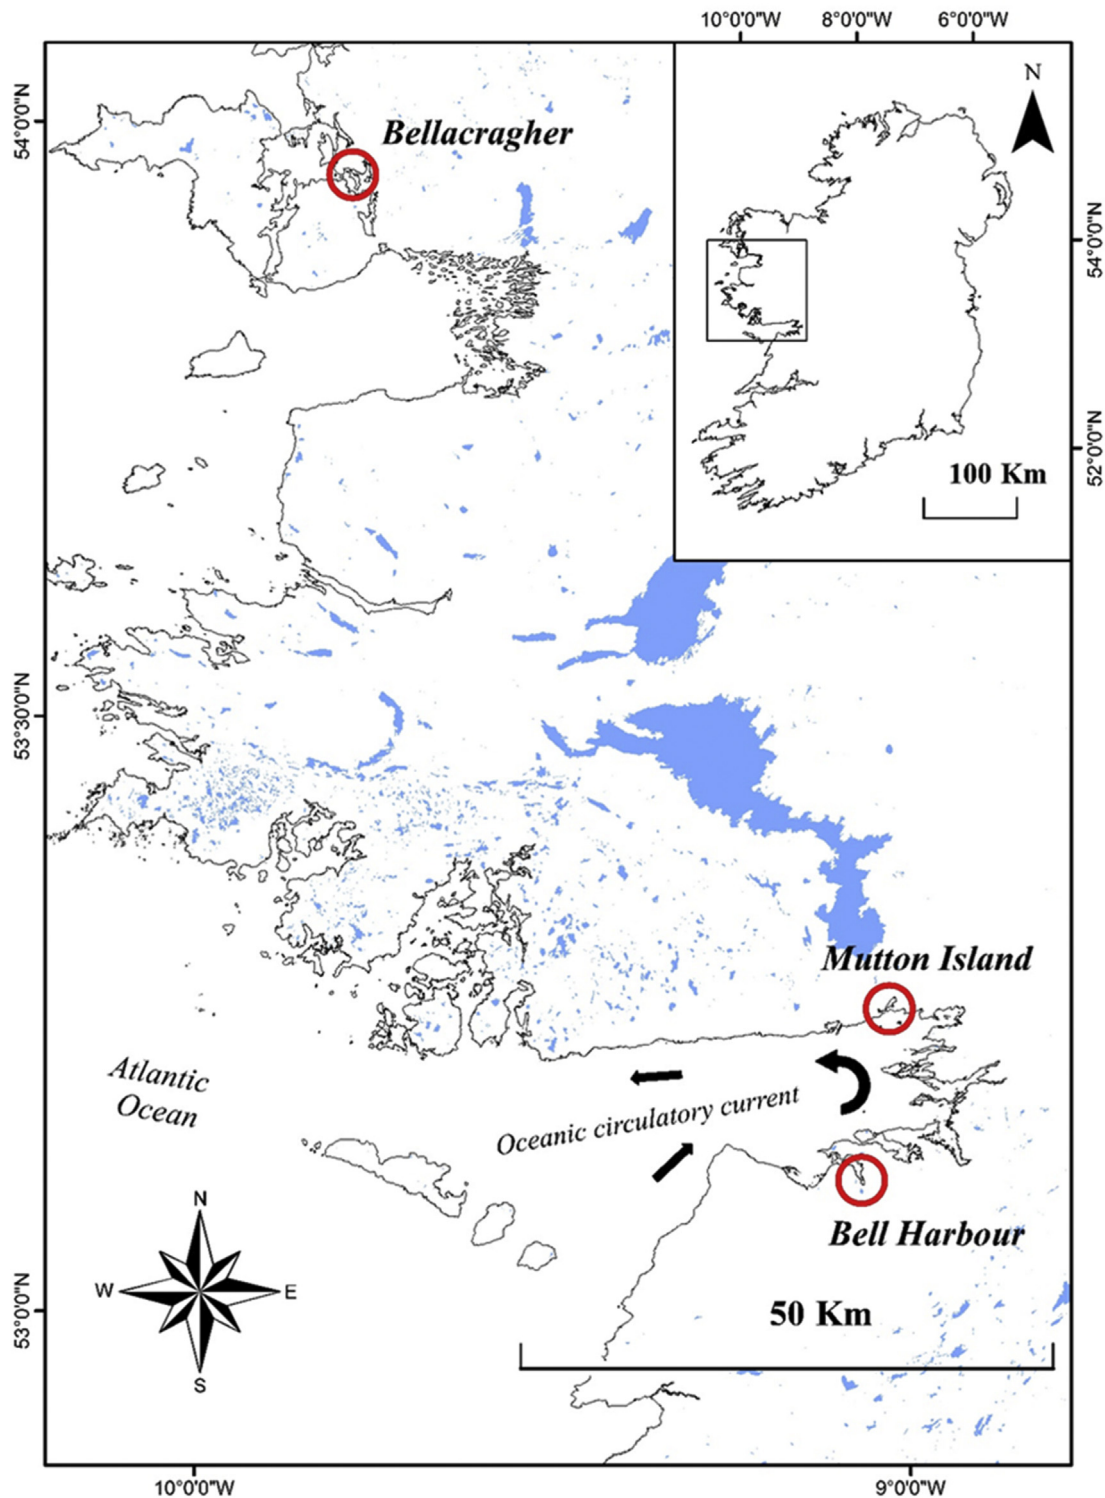 10°0'0"W 8°0'0"W 6°0'0"W
54°0'0"N
Bellacragher
N
54°0'0"N
52°0'0"N
100 Km
53°30'0"N
Mutton Island
Atlantic
Ocean
Oceanic circulatory current
Bell Harbour
N
W E
S
50 Km
53°0'0"N
10°0'0"W 9°0'0"W